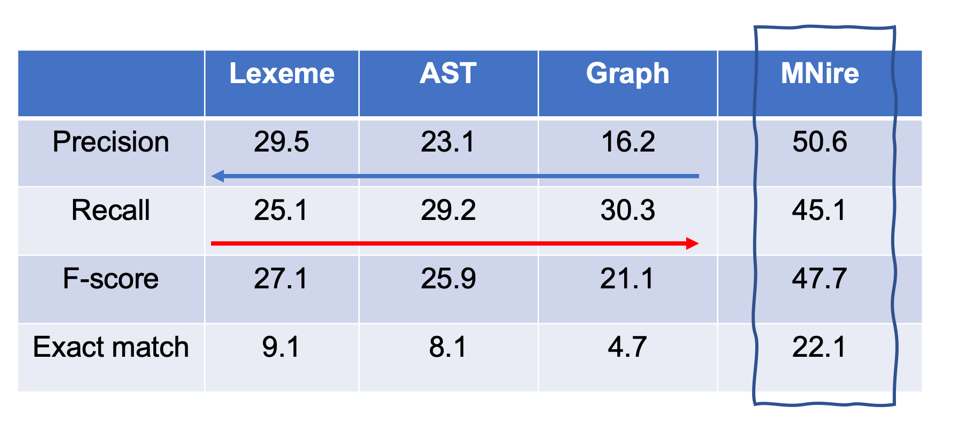 Lexeme AST Graph MNire
Precision 29.5 23.1 16.2 50.6
Recall 25.1 29.2 30.3 45.1
F-score 27.1 25.9 21.1 47.7
Exact match 9.1 8.1 4.7 22.1